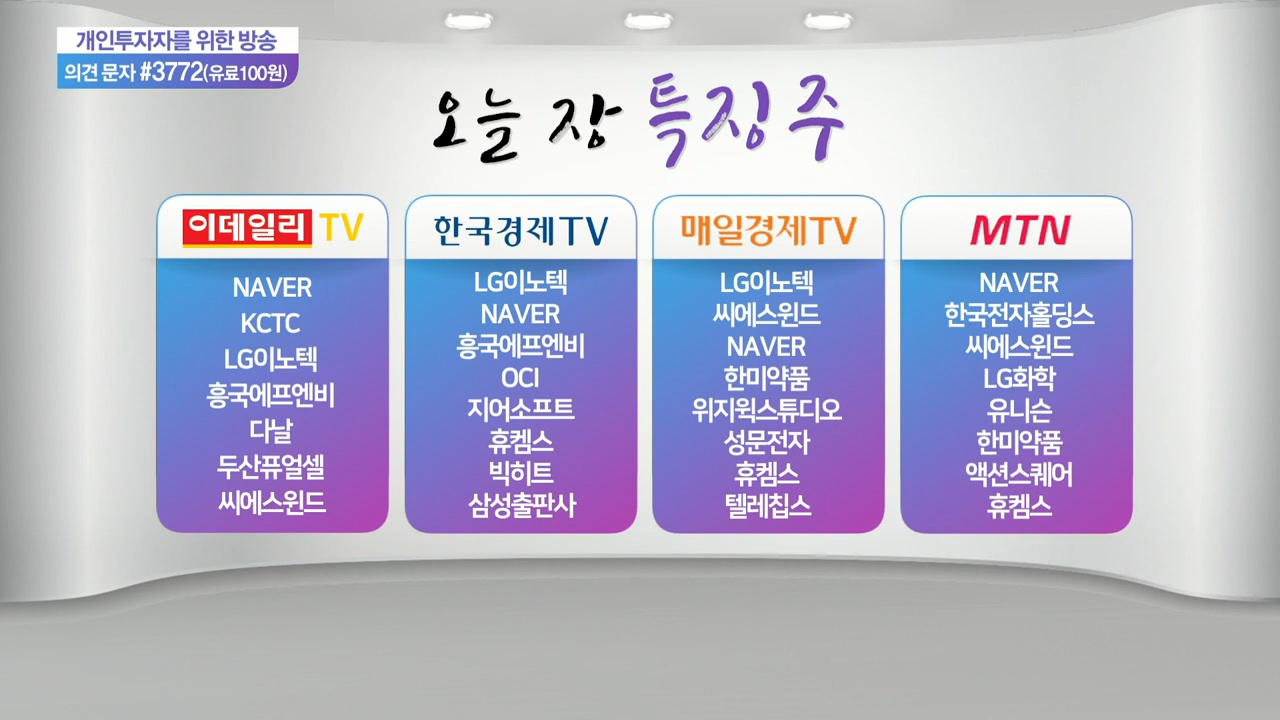 개인투자자를 위한 방송
의견 문자 #3772(유료100원)
오늘 장 특징주
이데일리 TV
NAVER
KCTC
LG이노텍
흥국에프엔비
다날
두산퓨얼셀
씨에스윈드
한국경제TV
LG이노텍
NAVER
흥국에프엔비
OCI
지어소프트
휴켐스
빅히트
삼성출판사
매일경제TV
LG이노텍
씨에스윈드
NAVER
한미약품
위지윅스튜디오
성문전자
휴켐스
텔레칩스
MTN
NAVER
한국전자홀딩스
씨에스윈드
LG화학
유니슨
한미약품
액션스퀘어
휴켐스